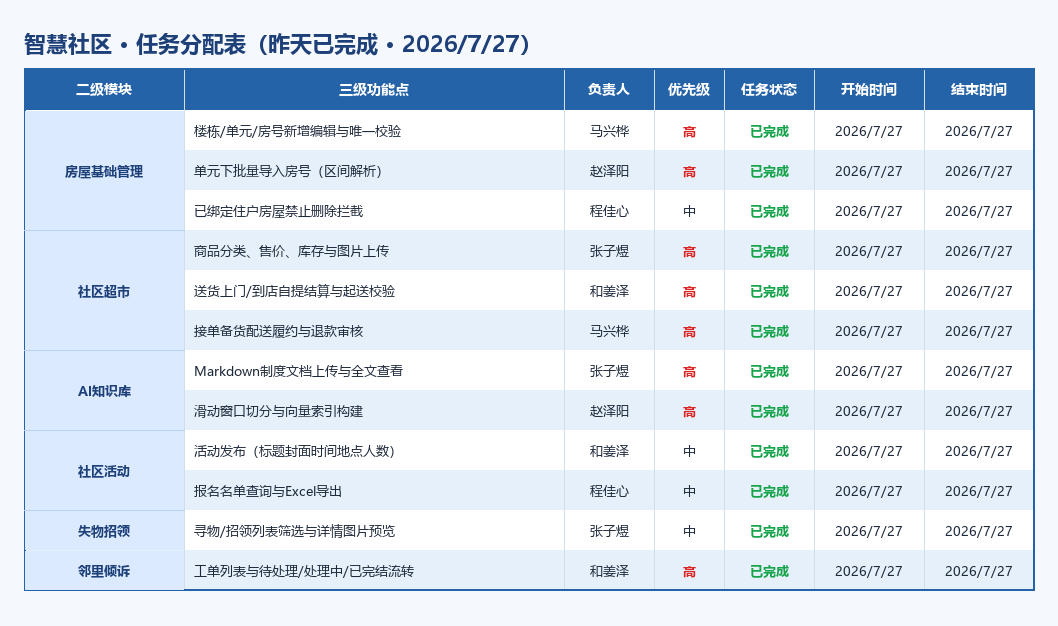 智慧社区 • 任务分配表（昨天已完成 • 2026/7/27）
二级模块 三级功能点 负责人 优先级 任务状态 开始时间 结束时间
房屋基础管理 楼栋/单元/房号新增编辑与唯一校验 马兴桦 高 已完成 2026/7/27 2026/7/27
单元下批量导入房号（区间解析） 赵泽阳 高 已完成 2026/7/27 2026/7/27
已绑定住户房屋禁止删除拦截 程佳心 中 已完成 2026/7/27 2026/7/27
社区超市 商品分类、售价、库存与图片上传 张子煜 高 已完成 2026/7/27 2026/7/27
送货上门/到店自提结算与起送校验 和姜泽 高 已完成 2026/7/27 2026/7/27
接单备货配送履约与退款审核 马兴桦 高 已完成 2026/7/27 2026/7/27
AI知识库 Markdown制度文档上传与全文查看 张子煜 高 已完成 2026/7/27 2026/7/27
滑动窗口切分与向量索引构建 赵泽阳 高 已完成 2026/7/27 2026/7/27
社区活动 活动发布（标题封面时间地点人数） 和姜泽 中 已完成 2026/7/27 2026/7/27
报名名单查询与Excel导出 程佳心 中 已完成 2026/7/27 2026/7/27
失物招领 寻物/招领列表筛选与详情图片预览 张子煜 中 已完成 2026/7/27 2026/7/27
邻里倾诉 工单列表与待处理/处理中/已完结流转 和姜泽 高 已完成 2026/7/27 2026/7/27